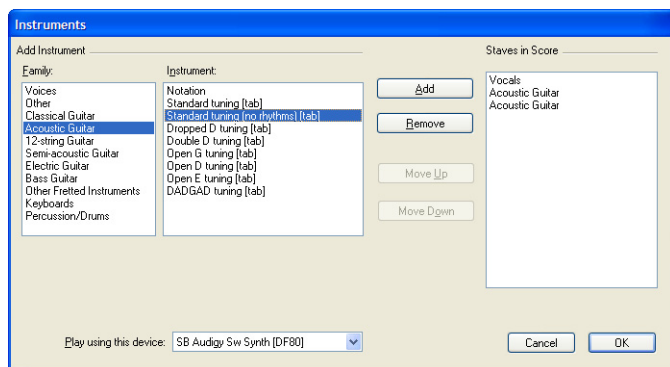 Instruments
Add Instrument
Family:
Voices
Other
Classical Guitar
Acoustic Guitar
12-string Guitar
Semi-acoustic Guitar
Electric Guitar
Bass Guitar
Other Fretted Instruments
Keyboards
Percussion/Drums
Instrument:
Notation
Standard tuning [tab]
Standard tuning (no rhythms) [tab]
Dropped D tuning [tab]
Double D tuning [tab]
Open G tuning [tab]
Open D tuning [tab]
Open E tuning [tab]
DADGAD tuning [tab]
Add
Remove
Move Up
Move Down
Staves in Score
Vocals
Acoustic Guitar
Acoustic Guitar
Play using this device:
SB Audigy Sw Synth [DF80]
Cancel
OK